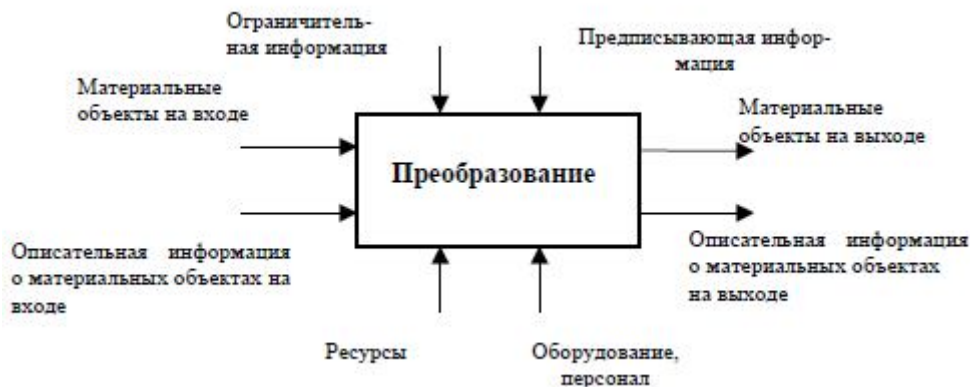 Ограничитель-
ная информация
Предписывающая инфор-
мация
Материальные
объекты на входе
Материальные
объекты на выходе
Преобразование
Описательная информация
о материальных объектах на
входе
Описательная информация
о материальных объектах
на выходе
Ресурсы
Оборудование,
персонал